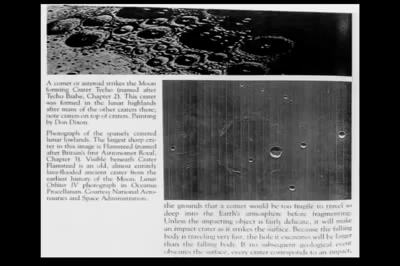 A comet or asteroid strikes the Moon
forming Crater Tycho (named after
Tycho Brahe, Chapter 2). This crater
was formed in the lunar highlands
after many of the other craters there;
note craters on top of craters. Painting
by Don Dixon.
Photograph of the sparsely cratered
lunar lowlands. The largest sharp cra-
ter in this image is Flamsteed (named
after Britain's first Astronomer Royal,
Chapter 3). Visible beneath Crater
Flamsteed is an old, almost entirely
lava-flooded ancient crater from the
earliest history of the Moon. Lunar
Orbiter IV photograph in Oceanus
Procellarum. Courtesy National Aero-
nautics and Space Administration.
the grounds that a comet would be too fragile to travel so
deep into the Earth's atmosphere before fragmenting.
Unless the impacting object is fairly delicate, it will make
an impact crater as it strikes the surface. Because the falling
body is traveling very fast, the hole it excavates will be larger
than the falling body. If no subsequent geological event
obscures the surface, every crater corresponds to an impact,